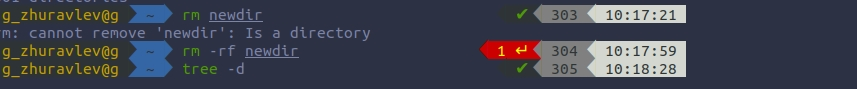 g_zhuravlev@g ~ rm newdir ✔ 303 10:17:21
rm: cannot remove 'newdir': Is a directory
g_zhuravlev@g ~ rm -rf newdir 1 ↵ 304 10:17:59
g_zhuravlev@g ~ tree -d ✔ 305 10:18:28